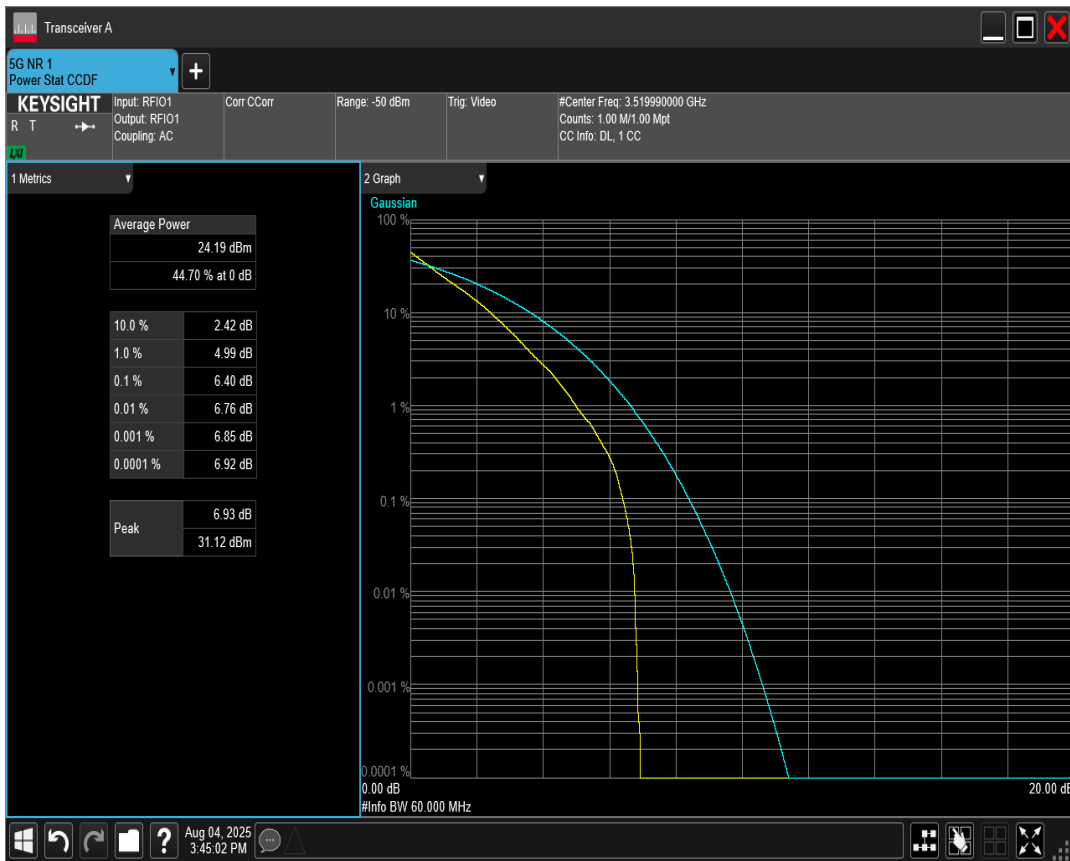 Transceiver A
5G NR 1
Power Stat CCDF
KEYSIGHT
R T
LXI
Input: RFIO1
Output: RFIO1
Coupling: AC
Corr CCorr
Range: -50 dBm
Trig: Video
#Center Freq: 3.519990000 GHz
Counts: 1.00 M/1.00 Mpt
CC Info: DL, 1 CC
1 Metrics
Average Power
24.19 dBm
44.70 % at 0 dB
10.0 % 2.42 dB
1.0 % 4.99 dB
0.1 % 6.40 dB
0.01 % 6.76 dB
0.001 % 6.85 dB
0.0001 % 6.92 dB
Peak
6.93 dB
31.12 dBm
2 Graph
Gaussian
100 %
10 %
1 %
0.1 %
0.01 %
0.001 %
0.0001 %
0.00 dB
20.00 dB
#Info BW 60.000 MHz
?
Aug 04, 2025
3:45:02 PM